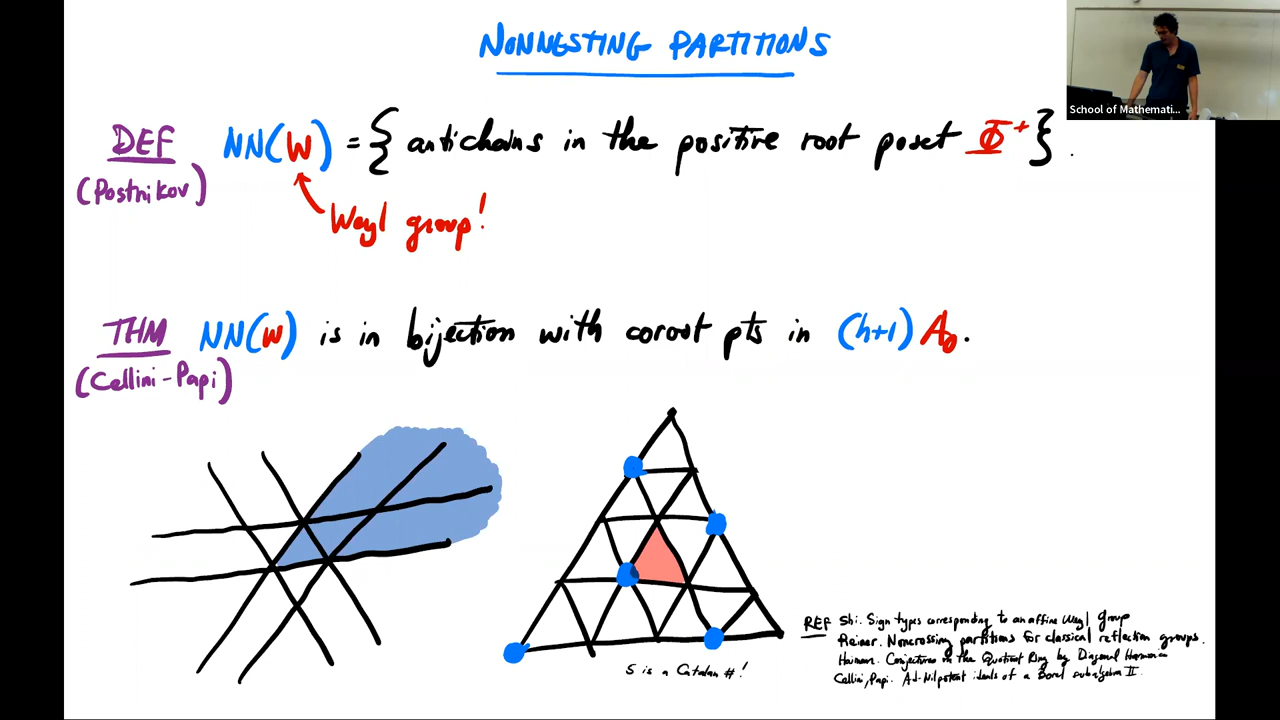 NONNESTING PARTITIONS
School of Mathemati...
DEF NN(W) = { antichains in the positive root poset Φ⁺ } .
(Postnikov)
Weyl group!
THM NN(W) is in bijection with coroot pts in (h+1) A₀.
(Cellini-Papi)
5 is a Catalan #!
REF Shi. Sign types corresponding to an affine Weyl group
Reiner. Noncrossing partitions for classical reflection groups.
Haiman. Conjectures on the Quotient Ring by Diagonal Harmonics
Cellini, Papi. Ad-Nilpotent ideals of a Borel subalgebra II.